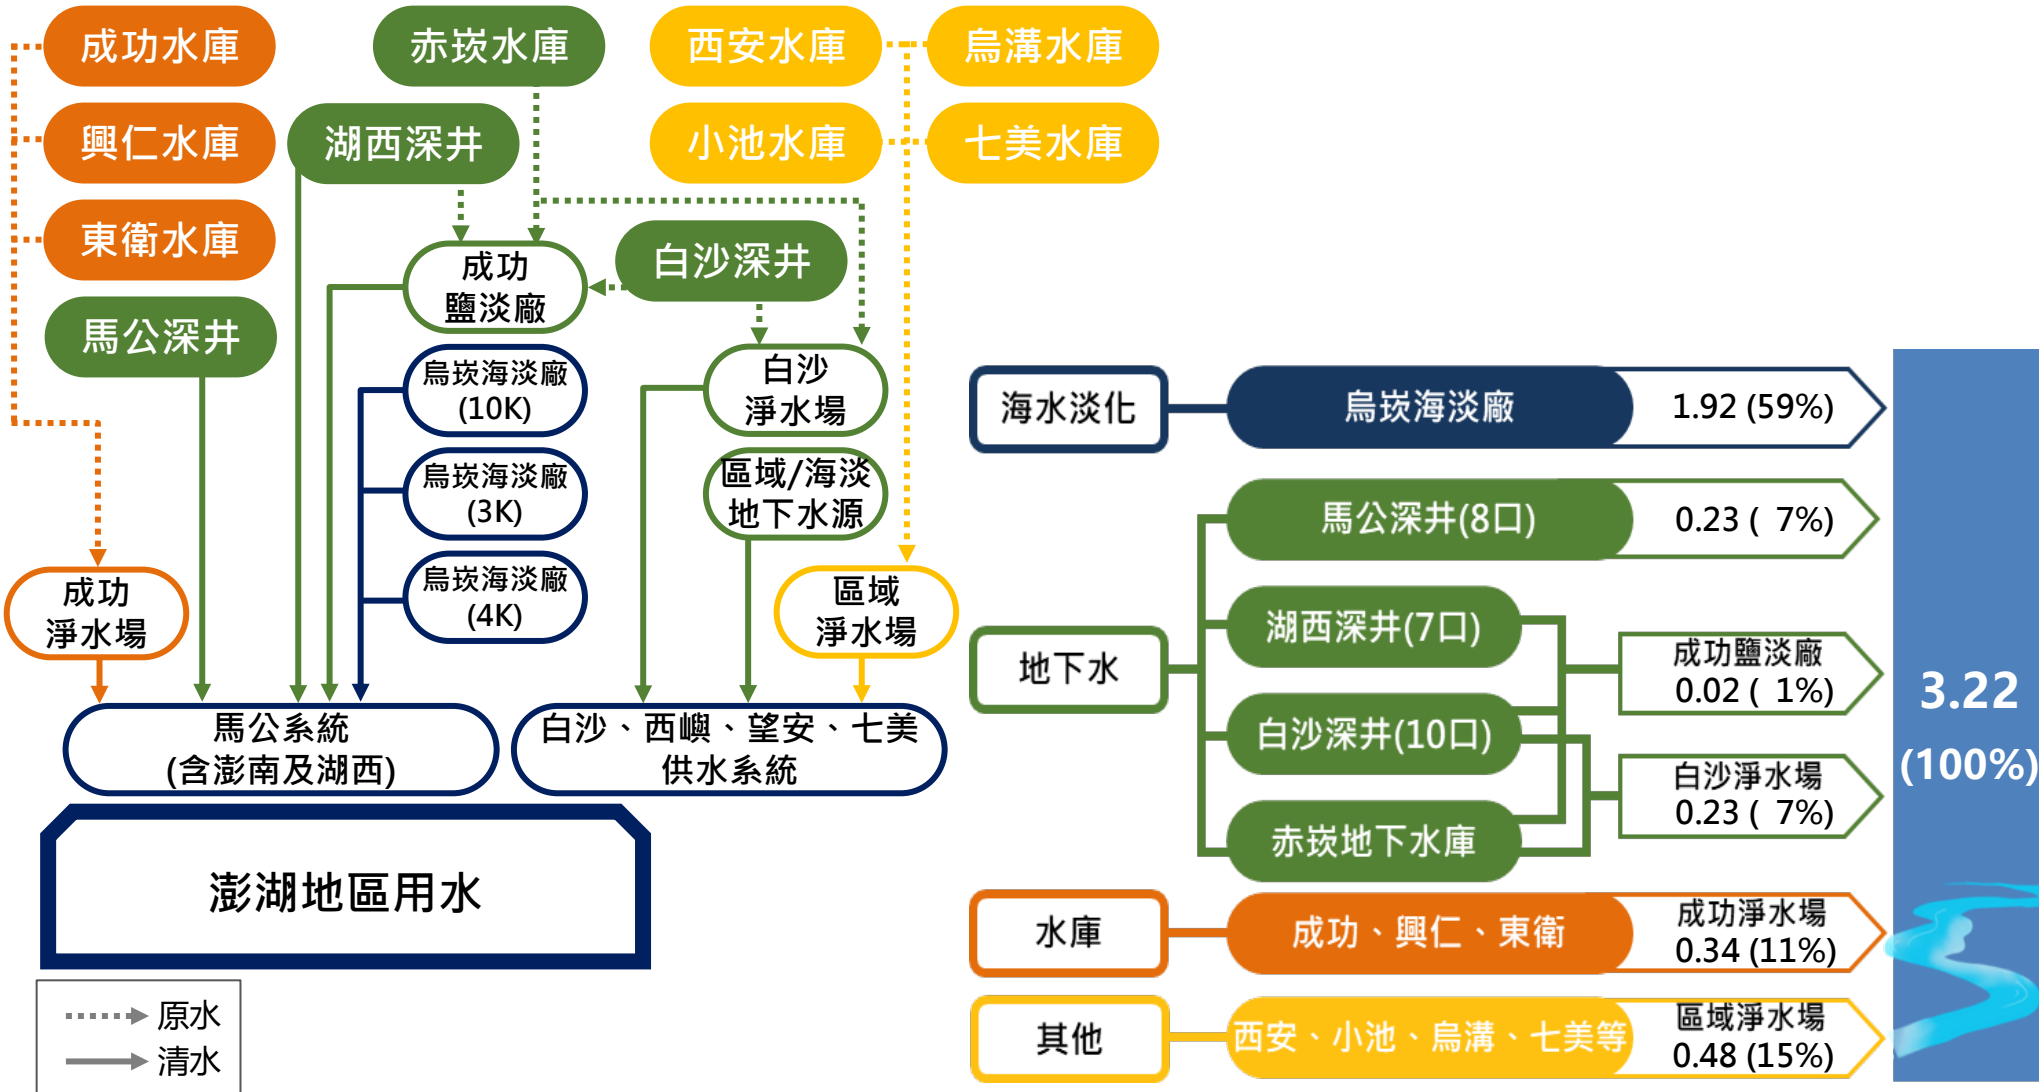 成功水庫
赤崁水庫
西安水庫
烏溝水庫
興仁水庫
湖西深井
小池水庫
七美水庫
東衛水庫
白沙深井
成功
鹽淡廠
馬公深井
烏崁海淡廠
(10K)
白沙
淨水場
烏崁海淡廠
(3K)
區域/海淡
地下水源
烏崁海淡廠
(4K)
成功
淨水場
區域
淨水場
馬公系統
(含澎南及湖西)
白沙、西嶼、望安、七美
供水系統
澎湖地區用水
原水
清水
海水淡化
烏崁海淡廠
1.92 (59%)
馬公深井(8口)
0.23 ( 7%)
湖西深井(7口)
地下水
成功鹽淡廠
0.02 ( 1%)
白沙深井(10口)
白沙淨水場
0.23 ( 7%)
赤崁地下水庫
水庫
成功、興仁、東衛
成功淨水場
0.34 (11%)
其他
西安、小池、烏溝、七美等
區域淨水場
0.48 (15%)
3.22
(100%)